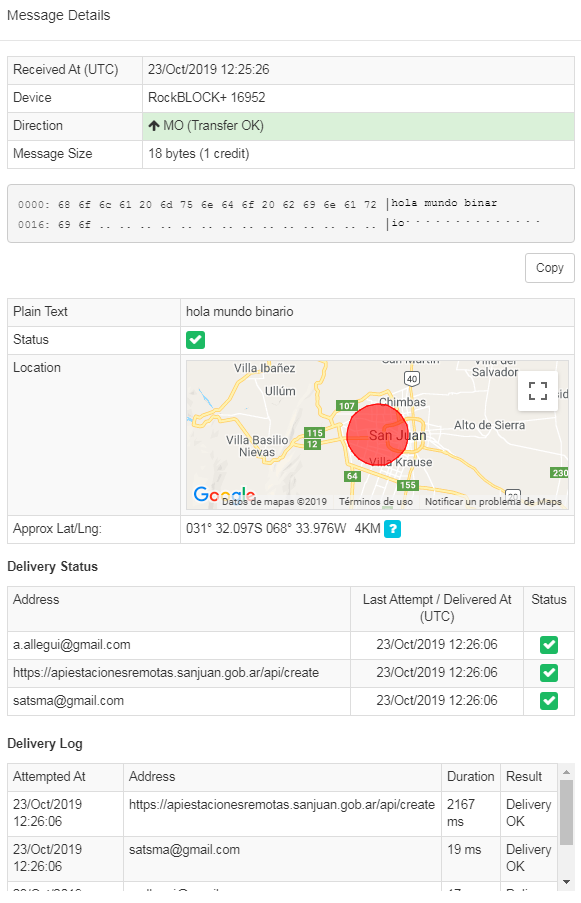 Message Details
Received At (UTC) 23/Oct/2019 12:25:26
Device RockBLOCK+ 16952
Direction MO (Transfer OK)
Message Size 18 bytes (1 credit)
0000: 68 6f 6c 61 20 6d 75 6e 64 6f 20 62 69 6e 61 72 |hola mundo binar
0016: 69 6f .. .. .. .. .. .. .. .. .. .. .. .. .. .. |io
Copy
Plain Text hola mundo binario
Status
Location
Villa Ibañez
San Martín
Villa del
Salvador
40
Ullúm
107
Chimbas
115
12
San Juan
Alto de Sierra
Villa Basilio
Nievas
Villa Krause
64
155
230
Google
Datos de mapas ©2019 Términos de uso Notificar un problema de Maps
Approx Lat/Lng: 031° 32.097S 068° 33.976W 4KM ?
Delivery Status
Address Last Attempt / Delivered At (UTC) Status
a.allegui@gmail.com 23/Oct/2019 12:26:06
https://apiestacionesremotas.sanjuan.gob.ar/api/create 23/Oct/2019 12:26:06
satsma@gmail.com 23/Oct/2019 12:26:06
Delivery Log
Attempted At Address Duration Result
23/Oct/2019 12:26:06 https://apiestacionesremotas.sanjuan.gob.ar/api/create 2167 ms Delivery OK
23/Oct/2019 12:26:06 satsma@gmail.com 19 ms Delivery OK